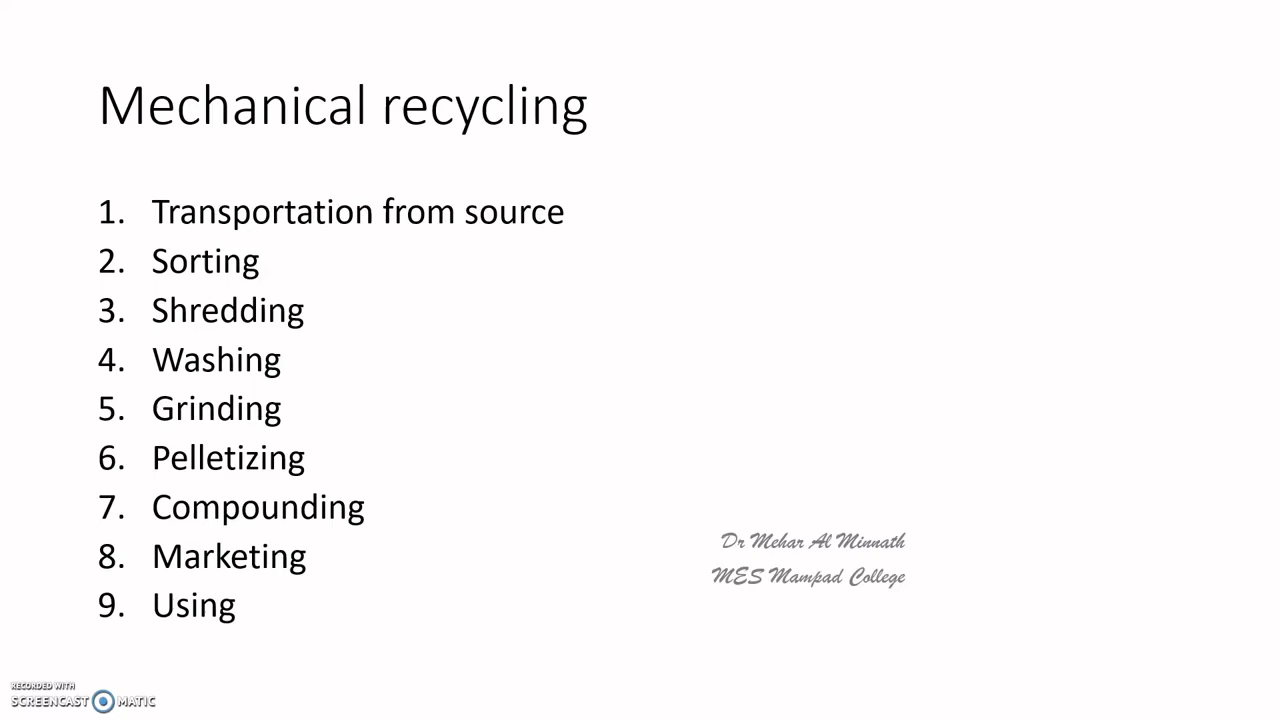 Mechanical recycling
1. Transportation from source
2. Sorting
3. Shredding
4. Washing
5. Grinding
6. Pelletizing
7. Compounding
8. Marketing
9. Using
Dr Mehar Al Minnath
MES Mampad College
RECORDED WITH
SCREENCAST MATIC